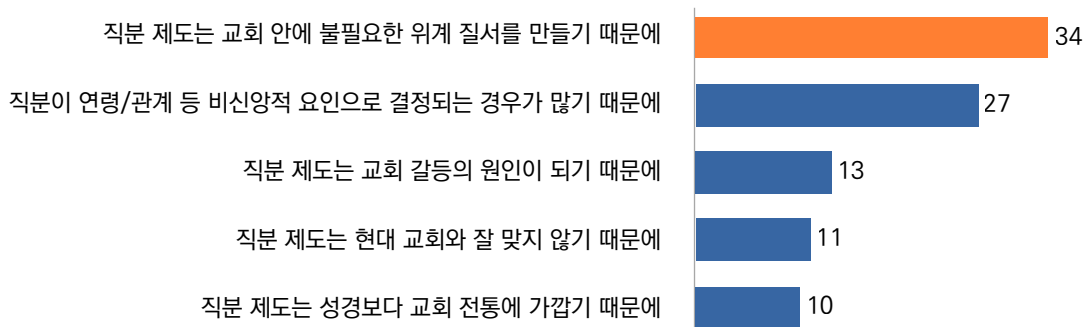 직분 제도는 교회 안에 불필요한 위계 질서를 만들기 때문에 34
직분이 연령/관계 등 비신앙적 요인으로 결정되는 경우가 많기 때문에 27
직분 제도는 교회 갈등의 원인이 되기 때문에 13
직분 제도는 현대 교회와 잘 맞지 않기 때문에 11
직분 제도는 성경보다 교회 전통에 가깝기 때문에 10